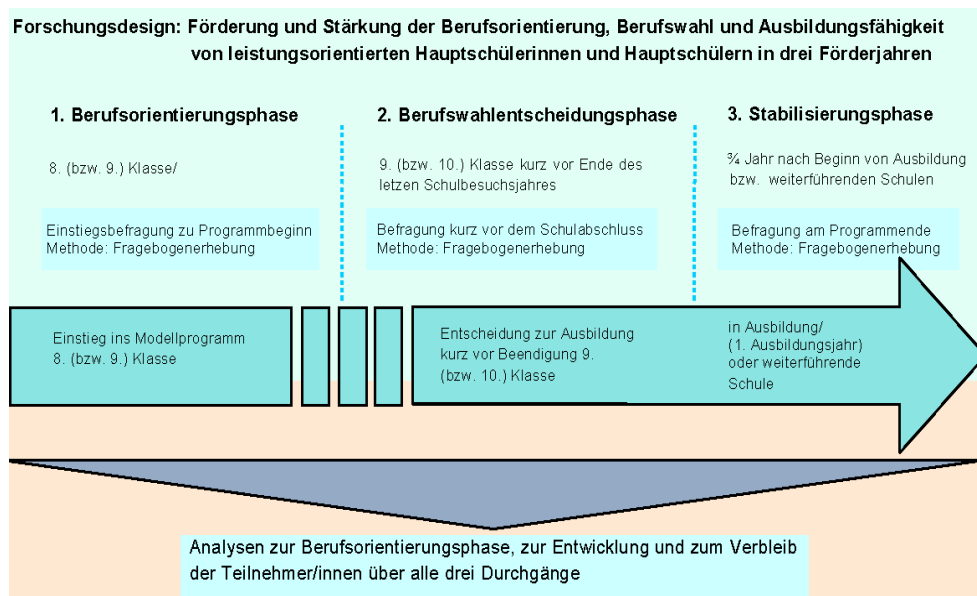 Forschungsdesign: Förderung und Stärkung der Berufsorientierung, Berufswahl und Ausbildungsfähigkeit
von leistungsorientierten Hauptschülerinnen und Hauptschülern in drei Förderjahren
1. Berufsorientierungsphase
8. (bzw. 9.) Klasse/
Einstiegsbefragung zu Programmbeginn
Methode: Fragebogenerhebung
2. Berufswahlentscheidungsphase
9. (bzw. 10.) Klasse kurz vor Ende des
letzen Schulbesuchsjahres
Befragung kurz vor dem Schulabschluss
Methode: Fragebogenerhebung
3. Stabilisierungsphase
¾ Jahr nach Beginn von Ausbildung
bzw. weiterführenden Schulen
Befragung am Programmende
Methode: Fragebogenerhebung
Einstieg ins Modellprogramm
8. (bzw. 9.) Klasse
Entscheidung zur Ausbildung
kurz vor Beendigung 9.
(bzw. 10.) Klasse
in Ausbildung/
(1. Ausbildungsjahr)
oder weiterführende
Schule
Analysen zur Berufsorientierungsphase, zur Entwicklung und zum Verbleib
der Teilnehmer/innen über alle drei Durchgänge